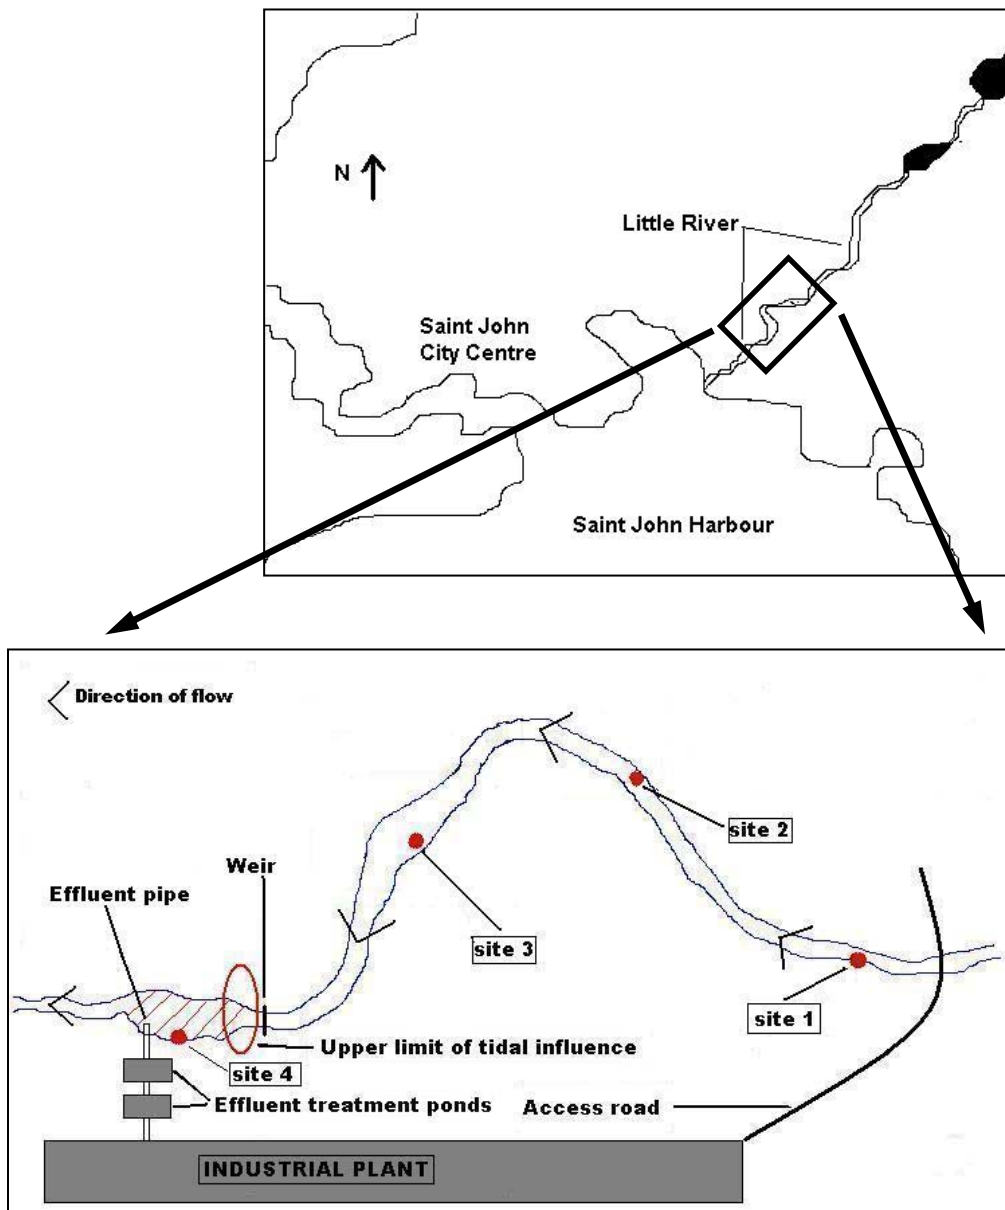 N
Little River
Saint John
City Centre
Saint John Harbour
Direction of flow
site 2
Weir
Effluent pipe
site 3
site 1
Upper limit of tidal influence
site 4
Effluent treatment ponds
Access road
INDUSTRIAL PLANT